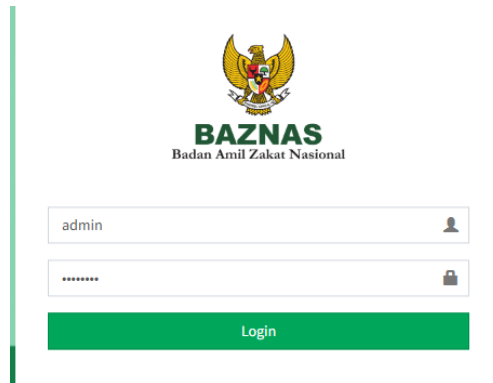 BAZNAS
Badan Amil Zakat Nasional
admin
••••••••
Login